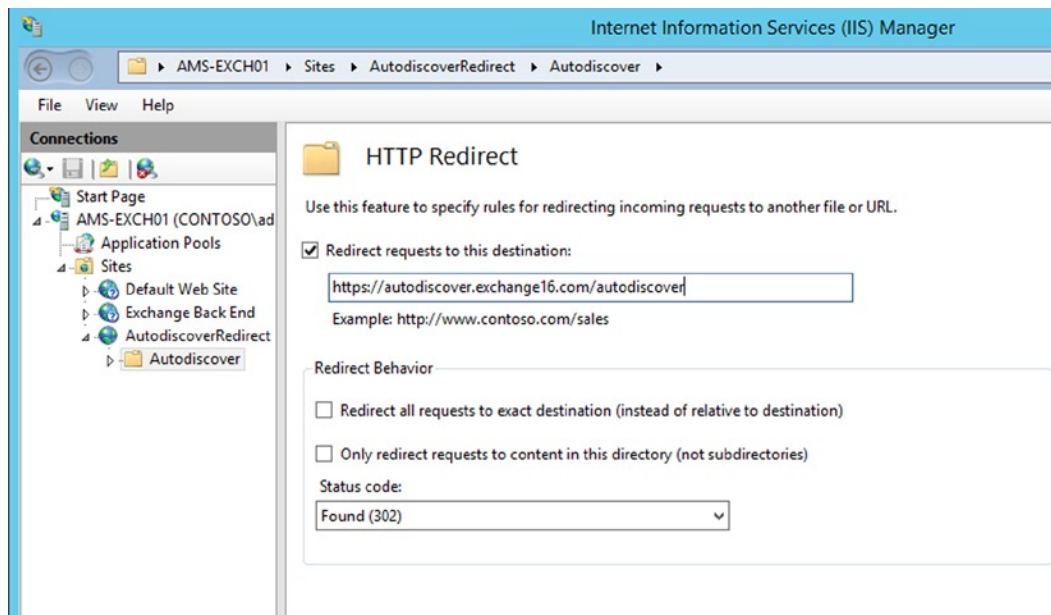 Internet Information Services (IIS) Manager
AMS-EXCH01 Sites AutodiscoverRedirect Autodiscover
File View Help
Connections
Start Page
AMS-EXCH01 (CONTOSO\ad
Application Pools
Sites
Default Web Site
Exchange Back End
AutodiscoverRedirect
Autodiscover
HTTP Redirect
Use this feature to specify rules for redirecting incoming requests to another file or URL.
Redirect requests to this destination:
https://autodiscover.exchange16.com/autodiscover
Example: http://www.contoso.com/sales
Redirect Behavior
Redirect all requests to exact destination (instead of relative to destination)
Only redirect requests to content in this directory (not subdirectories)
Status code:
Found (302)